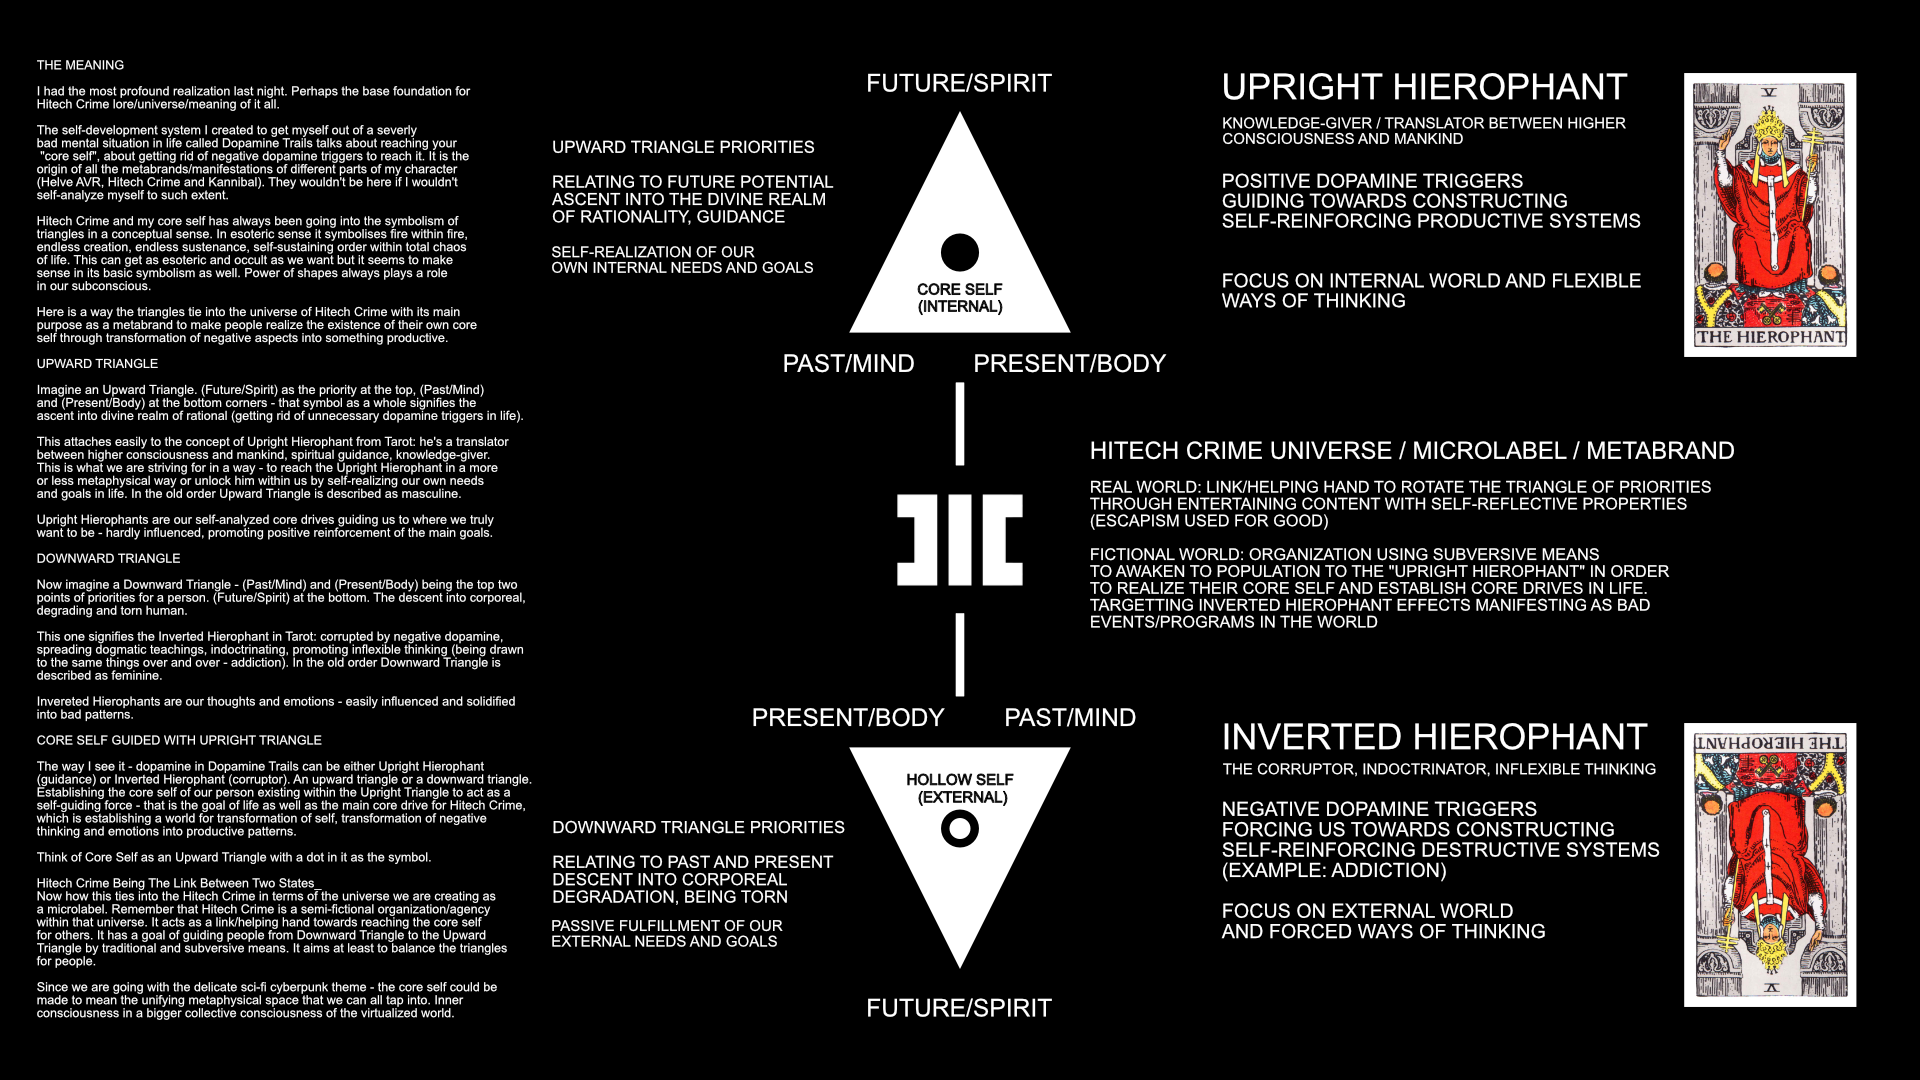 THE MEANING
I had the most profound realization last night. Perhaps the base foundation for
Hitech Crime lore/universe/meaning of it all.
The self-development system I created to get myself out of a severly
bad mental situation in life called Dopamine Trails talks about reaching your
"core self", about getting rid of negative dopamine triggers to reach it. It is the
origin of all the metabrands/manifestations of different parts of my character
(Helve AVR, Hitech Crime and Kannibal). They wouldn't be here if I wouldn't
self-analyze myself to such extent.
Hitech Crime and my core self has always been going into the symbolism of
triangles in a conceptual sense. In esoteric sense it symbolises fire within fire,
endless creation, endless sustenance, self-sustaining order within total chaos
of life. This can get as esoteric and occult as we want but it seems to make
sense in its basic symbolism as well. Power of shapes always plays a role
in our subconscious.
Here is a way the triangles tie into the universe of Hitech Crime with its main
purpose as a metabrand to make people realize the existence of their own core
self through transformation of negative aspects into something productive.
UPWARD TRIANGLE
Imagine an Upward Triangle. (Future/Spirit) as the priority at the top, (Past/Mind)
and (Present/Body) at the bottom corners - that symbol as a whole signifies the
ascent into divine realm of rational (getting rid of unnecessary dopamine triggers in life).
This attaches easily to the concept of Upright Hierophant from Tarot: he's a translator
between higher consciousness and mankind, spiritual guidance, knowledge-giver.
This is what we are striving for in a way - to reach the Upright Hierophant in a more
or less metaphysical way or unlock him within us by self-realizing our own needs
and goals in life. In the old order Upward Triangle is described as masculine.
Upright Hierophants are our self-analyzed core drives guiding us to where we truly
want to be - hardly influenced, promoting positive reinforcement of the main goals.
DOWNWARD TRIANGLE
Now imagine a Downward Triangle - (Past/Mind) and (Present/Body) being the top two
points of priorities for a person. (Future/Spirit) at the bottom. The descent into corporeal,
degrading and torn human.
This one signifies the Inverted Hierophant in Tarot: corrupted by negative dopamine,
spreading dogmatic teachings, indoctrinating, promoting inflexible thinking (being drawn
to the same things over and over - addiction). In the old order Downward Triangle is
described as feminine.
Invereted Hierophants are our thoughts and emotions - easily influenced and solidified
into bad patterns.
CORE SELF GUIDED WITH UPRIGHT TRIANGLE
The way I see it - dopamine in Dopamine Trails can be either Upright Hierophant
(guidance) or Inverted Hierophant (corruptor). An upward triangle or a downward triangle.
Establishing the core self of our person existing within the Upright Triangle to act as a
self-guiding force - that is the goal of life as well as the main core drive for Hitech Crime,
which is establishing a world for transformation of self, transformation of negative
thinking and emotions into productive patterns.
Think of Core Self as an Upward Triangle with a dot in it as the symbol.
Hitech Crime Being The Link Between Two States_
Now how this ties into the Hitech Crime in terms of the universe we are creating as
a microlabel. Remember that Hitech Crime is a semi-fictional organization/agency
within that universe. It acts as a link/helping hand towards reaching the core self
for others. It has a goal of guiding people from Downward Triangle to the Upward
Triangle by traditional and subversive means. It aims at least to balance the triangles
for people.
Since we are going with the delicate sci-fi cyberpunk theme - the core self could be
made to mean the unifying metaphysical space that we can all tap into. Inner
consciousness in a bigger collective consciousness of the virtualized world.
UPWARD TRIANGLE PRIORITIES
RELATING TO FUTURE POTENTIAL
ASCENT INTO THE DIVINE REALM
OF RATIONALITY, GUIDANCE
SELF-REALIZATION OF OUR
OWN INTERNAL NEEDS AND GOALS
FUTURE/SPIRIT
CORE SELF
(INTERNAL)
PAST/MIND
PRESENT/BODY
UPRIGHT HIEROPHANT
KNOWLEDGE-GIVER / TRANSLATOR BETWEEN HIGHER
CONSCIOUSNESS AND MANKIND
POSITIVE DOPAMINE TRIGGERS
GUIDING TOWARDS CONSTRUCTING
SELF-REINFORCING PRODUCTIVE SYSTEMS
FOCUS ON INTERNAL WORLD AND FLEXIBLE
WAYS OF THINKING
V
THE HIEROPHANT
HITECH CRIME UNIVERSE / MICROLABEL / METABRAND
REAL WORLD: LINK/HELPING HAND TO ROTATE THE TRIANGLE OF PRIORITIES
THROUGH ENTERTAINING CONTENT WITH SELF-REFLECTIVE PROPERTIES
(ESCAPISM USED FOR GOOD)
FICTIONAL WORLD: ORGANIZATION USING SUBVERSIVE MEANS
TO AWAKEN TO POPULATION TO THE "UPRIGHT HIEROPHANT" IN ORDER
TO REALIZE THEIR CORE SELF AND ESTABLISH CORE DRIVES IN LIFE.
TARGETTING INVERTED HIEROPHANT EFFECTS MANIFESTING AS BAD
EVENTS/PROGRAMS IN THE WORLD
PRESENT/BODY
PAST/MIND
HOLLOW SELF
(EXTERNAL)
FUTURE/SPIRIT
DOWNWARD TRIANGLE PRIORITIES
RELATING TO PAST AND PRESENT
DESCENT INTO CORPOREAL
DEGRADATION, BEING TORN
PASSIVE FULFILLMENT OF OUR
EXTERNAL NEEDS AND GOALS
INVERTED HIEROPHANT
THE CORRUPTOR, INDOCTRINATOR, INFLEXIBLE THINKING
NEGATIVE DOPAMINE TRIGGERS
FORCING US TOWARDS CONSTRUCTING
SELF-REINFORCING DESTRUCTIVE SYSTEMS
(EXAMPLE: ADDICTION)
FOCUS ON EXTERNAL WORLD
AND FORCED WAYS OF THINKING
THE HIEROPHANT
V